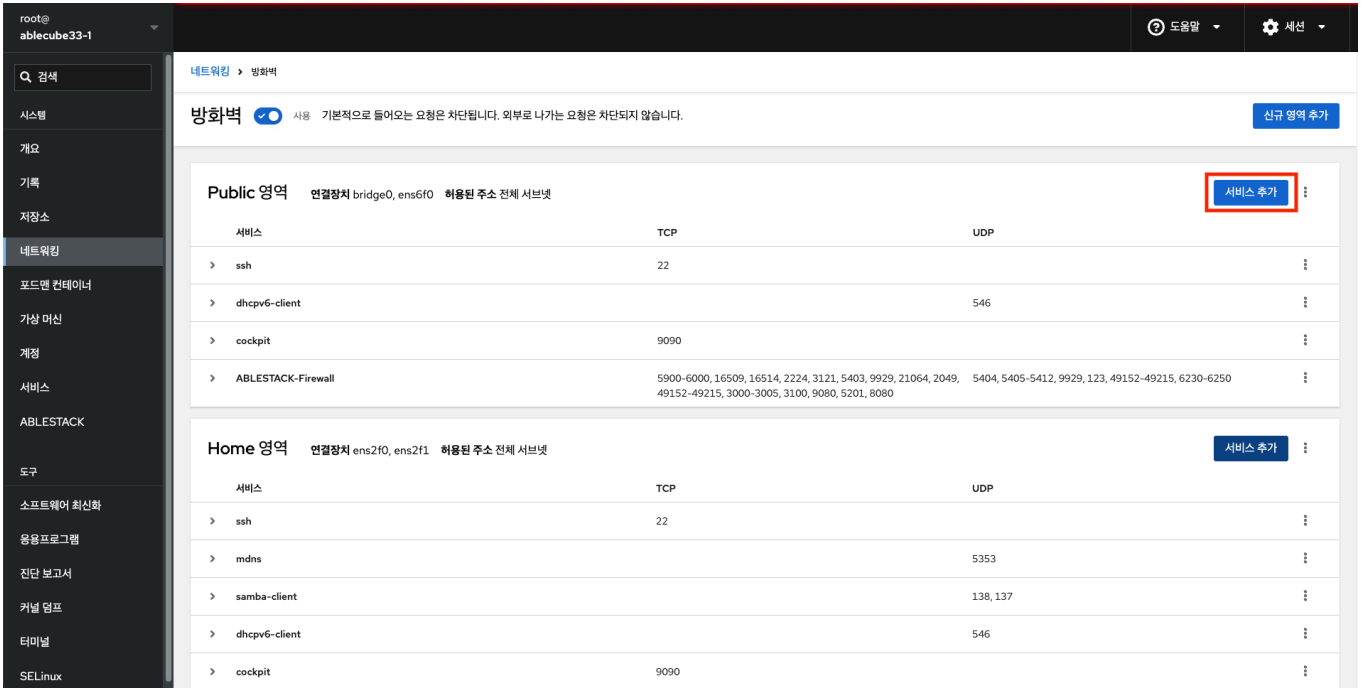 root@
ablecube33-1
도움말
세션
검색
시스템
개요
기록
저장소
네트워킹
포드맨 컨테이너
가상 머신
계정
서비스
ABLESTACK
도구
소프트웨어 최신화
응용프로그램
진단 보고서
커널 덤프
터미널
SELinux
네트워킹 > 방화벽
방화벽 사용 기본적으로 들어오는 요청은 차단됩니다. 외부로 나가는 요청은 차단되지 않습니다. 신규 영역 추가
Public 영역 연결장치 bridge0, ens6f0 허용된 주소 전체 서브넷 서비스 추가
서비스 TCP UDP
ssh 22
dhcpv6-client 546
cockpit 9090
ABLESTACK-Firewall 5900-6000, 16509, 16514, 2224, 3121, 5403, 9929, 21064, 2049, 5404, 5405-5412, 9929, 123, 49152-49215, 6230-6250
49152-49215, 3000-3005, 3100, 9080, 5201, 8080
Home 영역 연결장치 ens2f0, ens2f1 허용된 주소 전체 서브넷 서비스 추가
서비스 TCP UDP
ssh 22
mdns 5353
samba-client 138, 137
dhcpv6-client 546
cockpit 9090